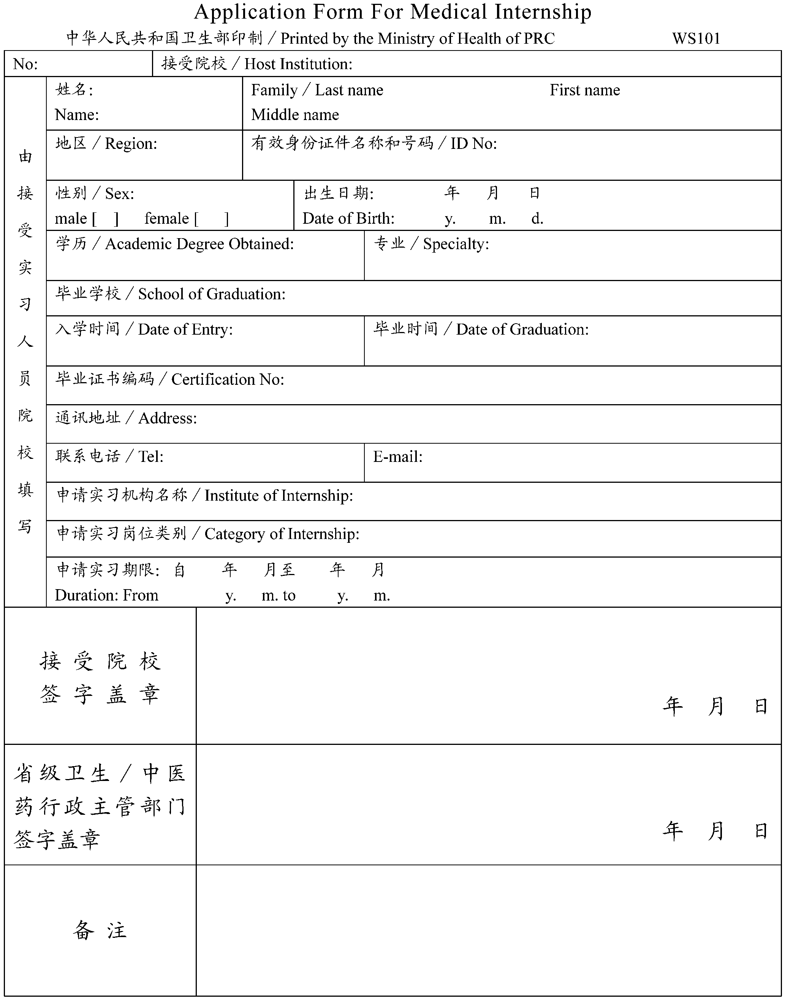 Application Form For Medical Internship
中华人民共和国卫生部印制／Printed by the Ministry of Health of PRC WS101
No: 接受院校／Host Institution:
由接受实习人员院校填写
姓名: Family／Last name First name
Name: Middle name
地区／Region: 有效身份证件名称和号码／ID No:
性别／Sex: 出生日期: 年 月 日
male [ ] female [ ] Date of Birth: y. m. d.
学历／Academic Degree Obtained: 专业／Specialty:
毕业学校／School of Graduation:
入学时间／Date of Entry: 毕业时间／Date of Graduation:
毕业证书编码／Certification No:
通讯地址／Address:
联系电话／Tel: E-mail:
申请实习机构名称／Institute of Internship:
申请实习岗位类别／Category of Internship:
申请实习期限: 自 年 月至 年 月
Duration: From y. m. to y. m.
接受院校
签字盖章
年 月 日
省级卫生／中医
药行政主管部门
签字盖章
年 月 日
备注